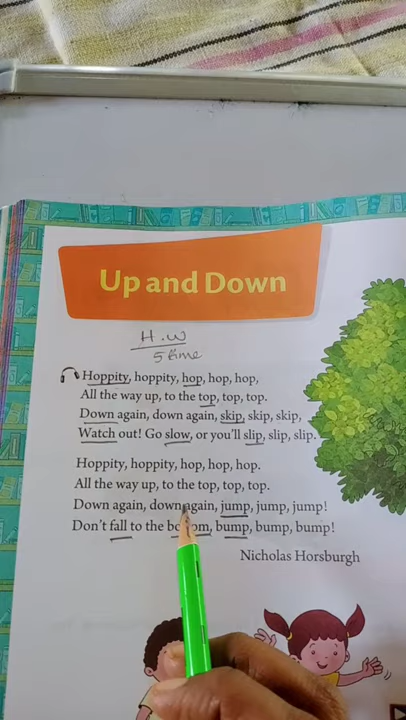 Up and Down
H.W
5 time
Hoppity, hoppity, hop, hop, hop,
All the way up, to the top, top, top.
Down again, down again, skip, skip, skip,
Watch out! Go slow, or you'll slip, slip, slip.
Hoppity, hoppity, hop, hop, hop.
All the way up, to the top, top, top.
Down again, down again, jump, jump, jump!
Don't fall to the bottom, bump, bump, bump!
Nicholas Horsburgh